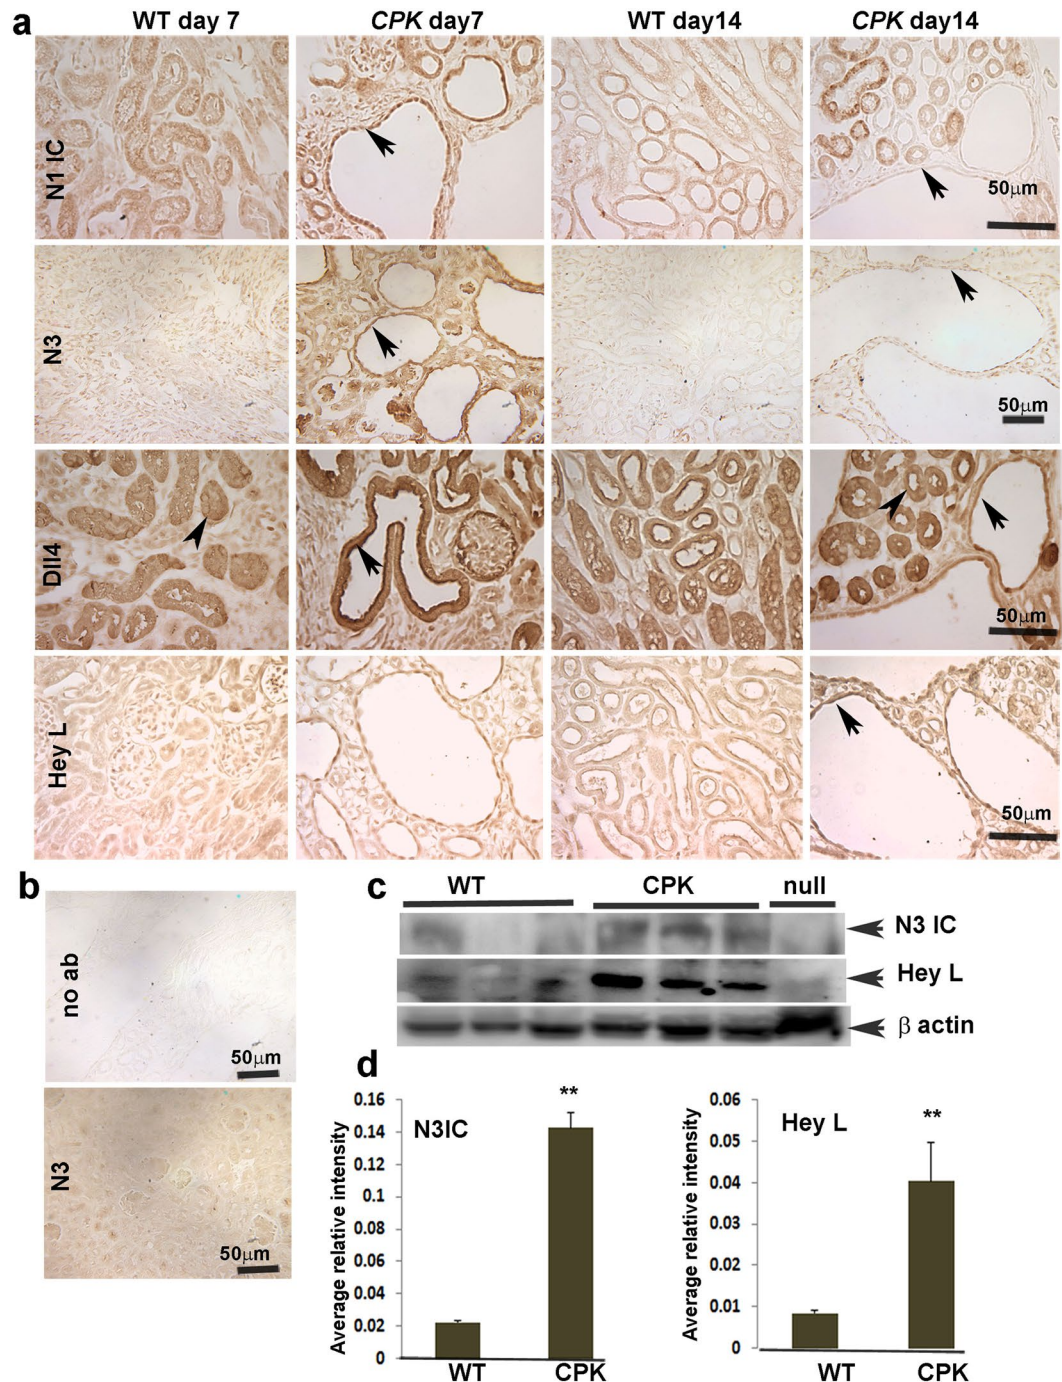 a
WT day 7
CPK day7
WT day14
CPK day14
N1 IC
50µm
N3
50µm
Dll4
50µm
Hey L
50µm
b
no ab
50µm
N3
50µm
c
WT
CPK
null
N3 IC
Hey L
β actin
d
Average relative intensity
0.16
0.14
0.12
0.1
0.08
0.06
0.04
0.02
0
N3IC
**
WT
CPK
Average relative intensity
0.06
0.05
0.04
0.03
0.02
0.01
0
Hey L
**
WT
CPK